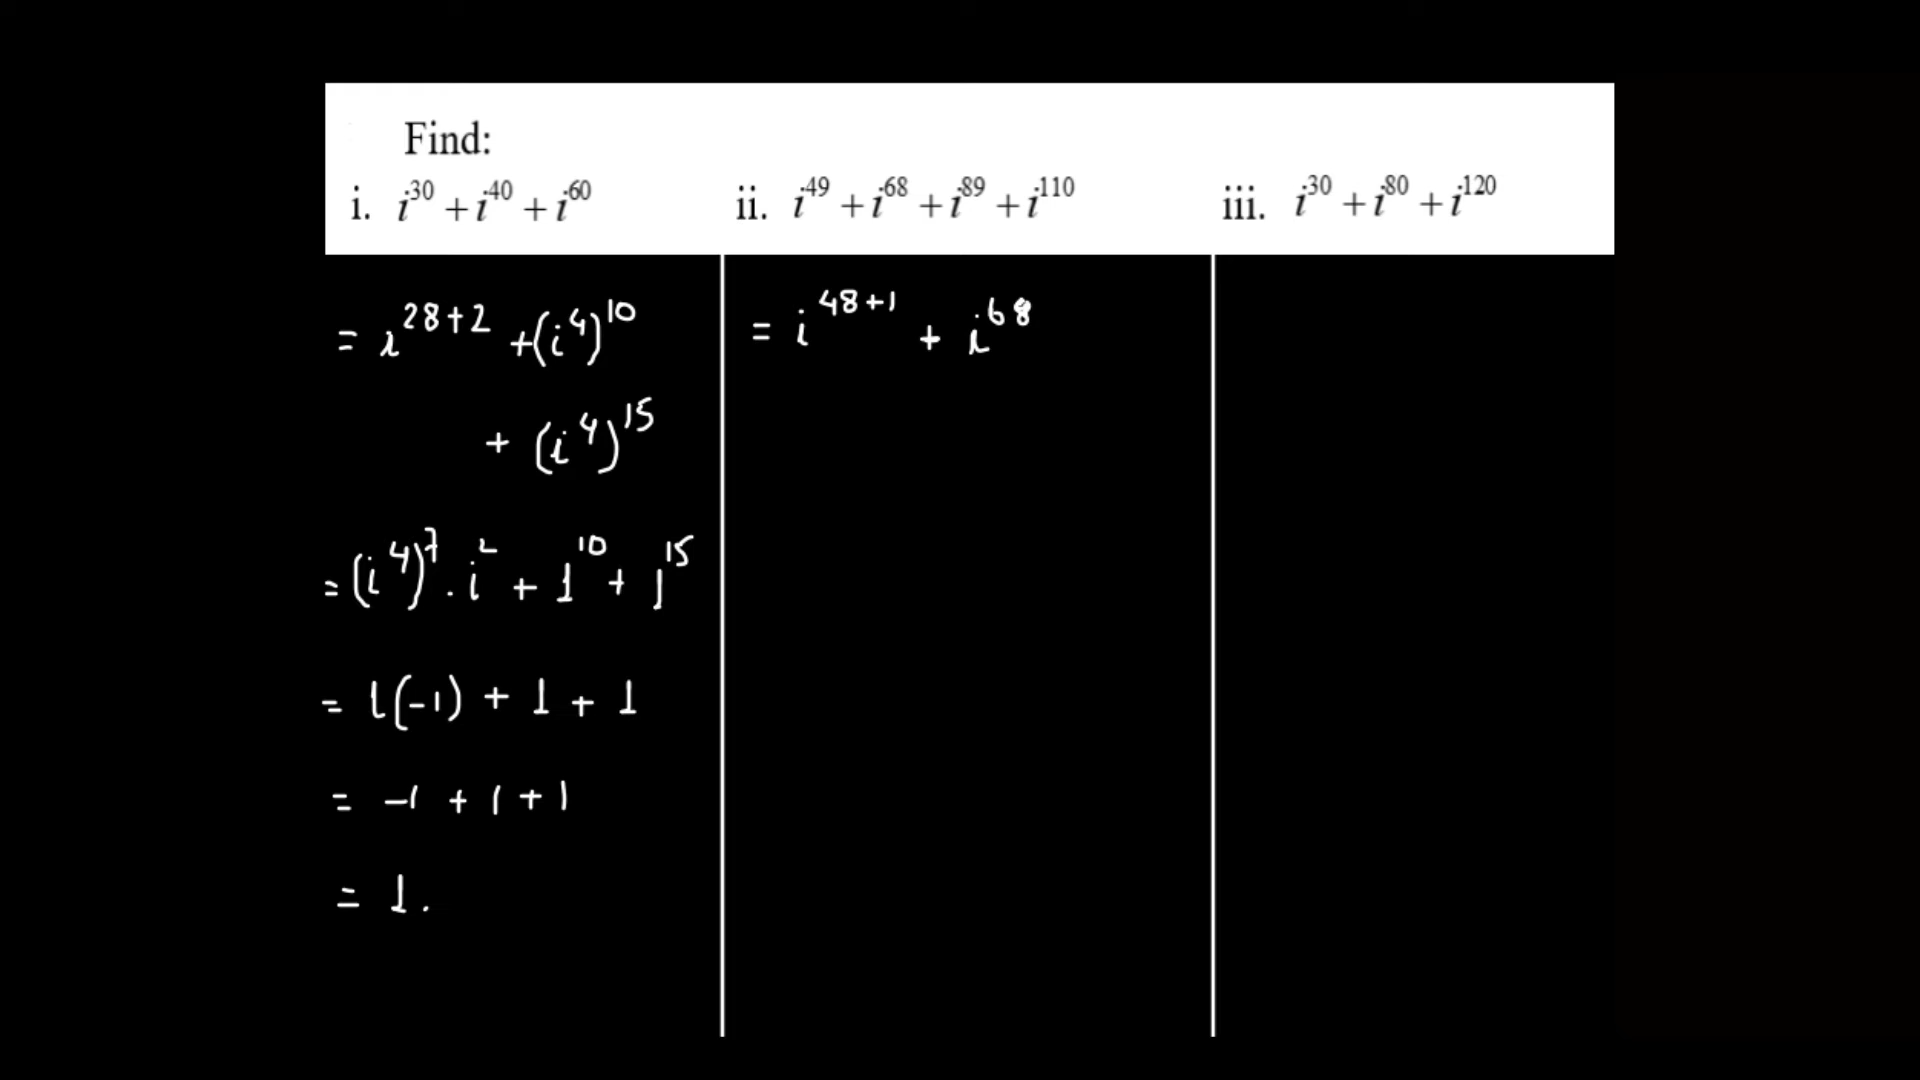 Find:
i. i^30 + i^40 + i^60 ii. i^49 + i^68 + i^89 + i^110 iii. i^30 + i^80 + i^120
= i^28+2 + (i^4)^10
+ (i^4)^15
= (i^4)^7 . i^2 + 1^10 + 1^15
= 1(-1) + 1 + 1
= -1 + 1 + 1
= 1.
= i^48+1 + i^68